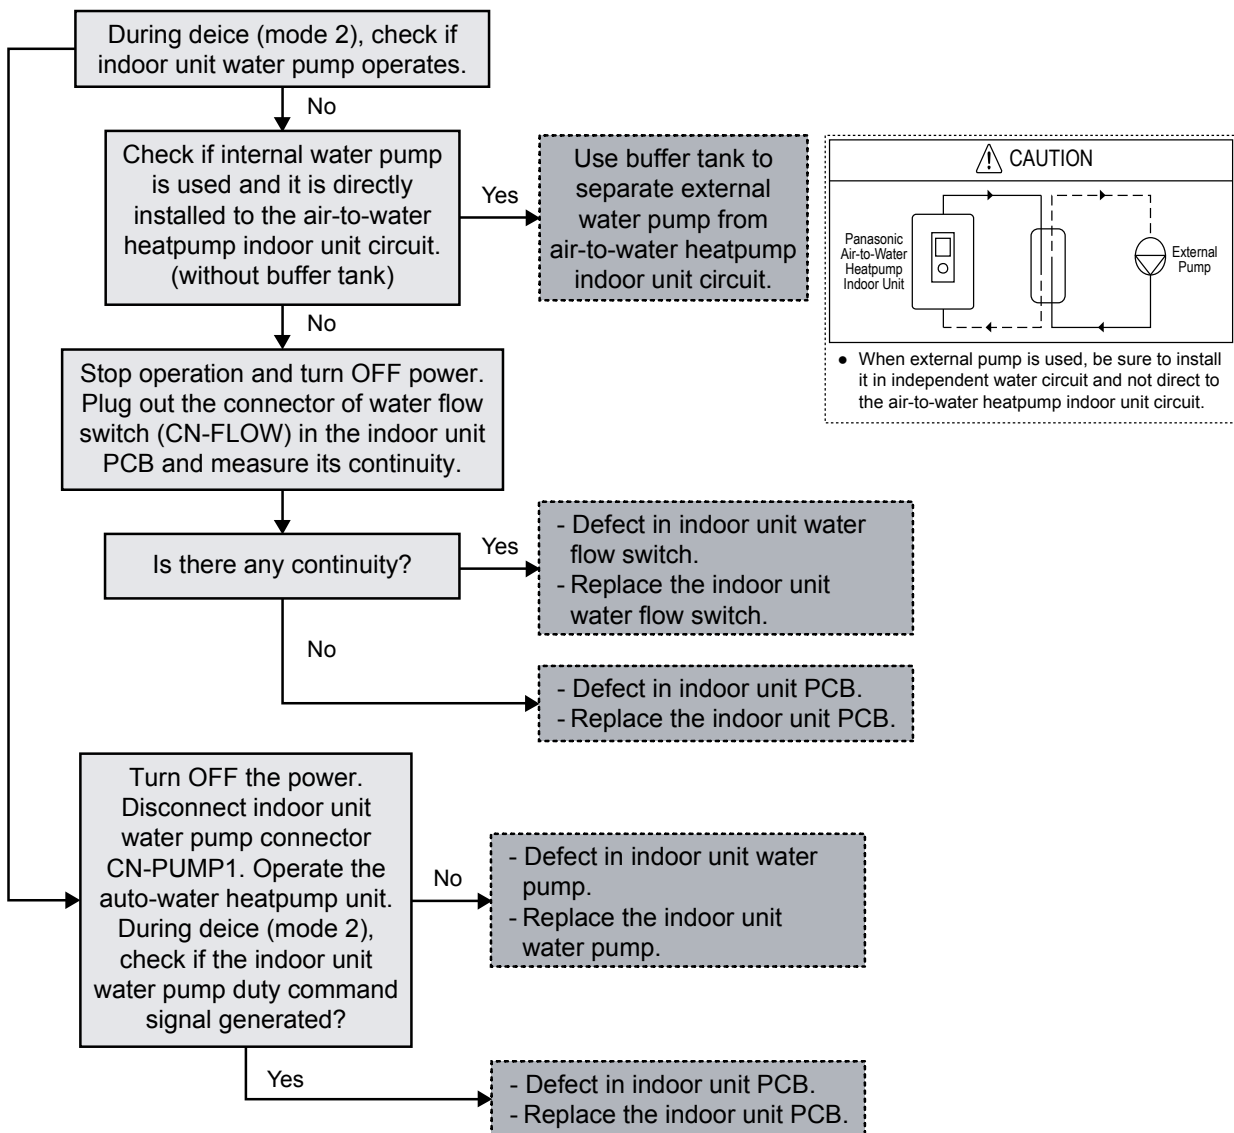 During deice (mode 2), check if
indoor unit water pump operates.
No
Check if internal water pump
is used and it is directly
installed to the air-to-water
heatpump indoor unit circuit.
(without buffer tank)
Yes
Use buffer tank to
separate external
water pump from
air-to-water heatpump
indoor unit circuit.
CAUTION
Panasonic
Air-to-Water
Heatpump
Indoor Unit
External
Pump
● When external pump is used, be sure to install
it in independent water circuit and not direct to
the air-to-water heatpump indoor unit circuit.
No
Stop operation and turn OFF power.
Plug out the connector of water flow
switch (CN-FLOW) in the indoor unit
PCB and measure its continuity.
Is there any continuity?
Yes
- Defect in indoor unit water
flow switch.
- Replace the indoor unit
water flow switch.
No
- Defect in indoor unit PCB.
- Replace the indoor unit PCB.
Turn OFF the power.
Disconnect indoor unit
water pump connector
CN-PUMP1. Operate the
auto-water heatpump unit.
During deice (mode 2),
check if the indoor unit
water pump duty command
signal generated?
No
- Defect in indoor unit water
pump.
- Replace the indoor unit
water pump.
Yes
- Defect in indoor unit PCB.
- Replace the indoor unit PCB.